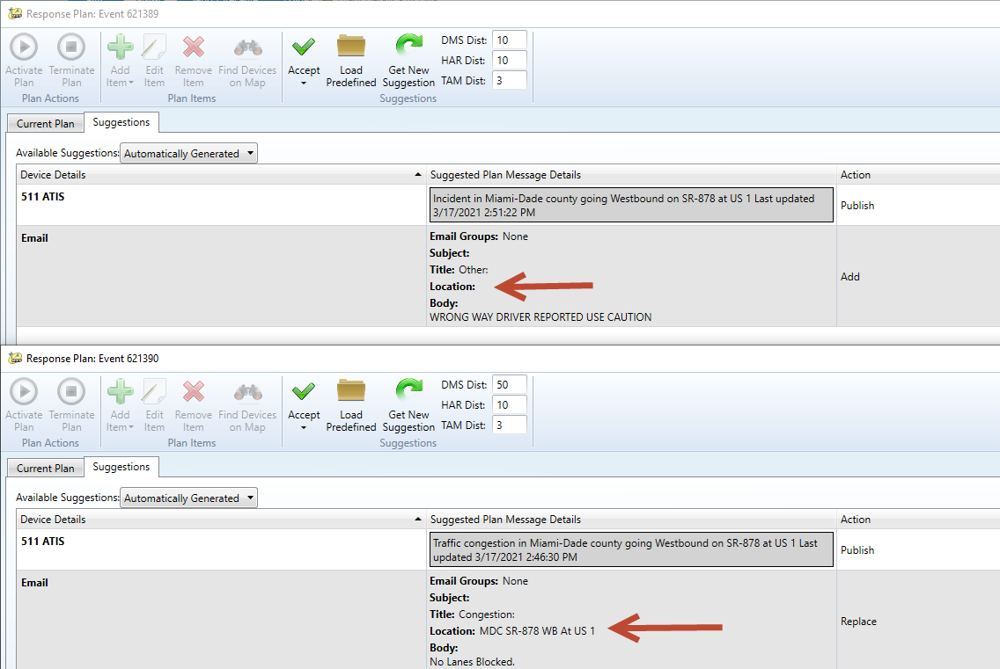 Response Plan: Event 621389
Activate Plan
Terminate Plan
Plan Actions
Add Item
Edit Item
Remove Item
Find Devices on Map
Plan Items
Accept
Load Predefined
Get New Suggestion
DMS Dist: 10
HAR Dist: 10
TAM Dist: 3
Suggestions
Current Plan
Suggestions
Available Suggestions: Automatically Generated
Device Details
Suggested Plan Message Details
Action
511 ATIS
Incident in Miami-Dade county going Westbound on SR-878 at US 1 Last updated
3/17/2021 2:51:22 PM
Publish
Email
Email Groups: None
Subject:
Title: Other:
Location:
Body:
WRONG WAY DRIVER REPORTED USE CAUTION
Add
Response Plan: Event 621390
Activate Plan
Terminate Plan
Plan Actions
Add Item
Edit Item
Remove Item
Find Devices on Map
Plan Items
Accept
Load Predefined
Get New Suggestion
DMS Dist: 50
HAR Dist: 10
TAM Dist: 3
Suggestions
Current Plan
Suggestions
Available Suggestions: Automatically Generated
Device Details
Suggested Plan Message Details
Action
511 ATIS
Traffic congestion in Miami-Dade county going Westbound on SR-878 at US 1 Last
updated 3/17/2021 2:46:30 PM
Publish
Email
Email Groups: None
Subject:
Title: Congestion:
Location: MDC SR-878 WB At US 1
Body:
No Lanes Blocked.
Replace